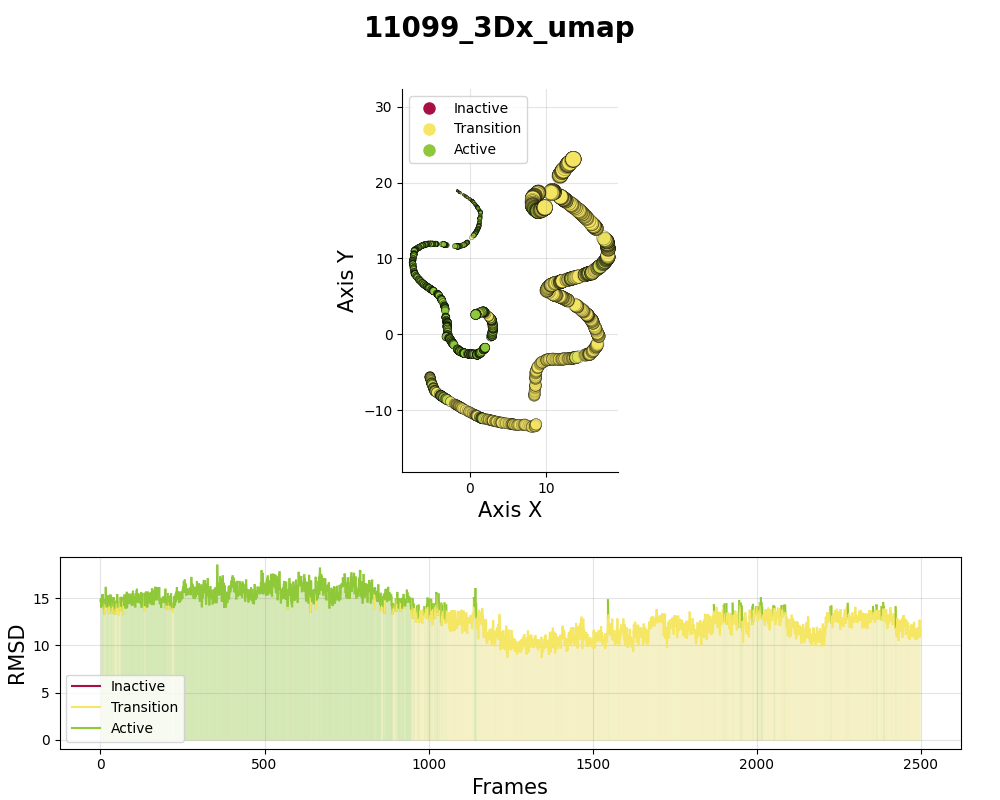 11099_3Dx_umap
30
20
10
0
−10
Axis Y
Inactive
Transition
Active
0 10
Axis X
15
10
5
0
RMSD
Inactive
Transition
Active
0 500 1000 1500 2000 2500
Frames